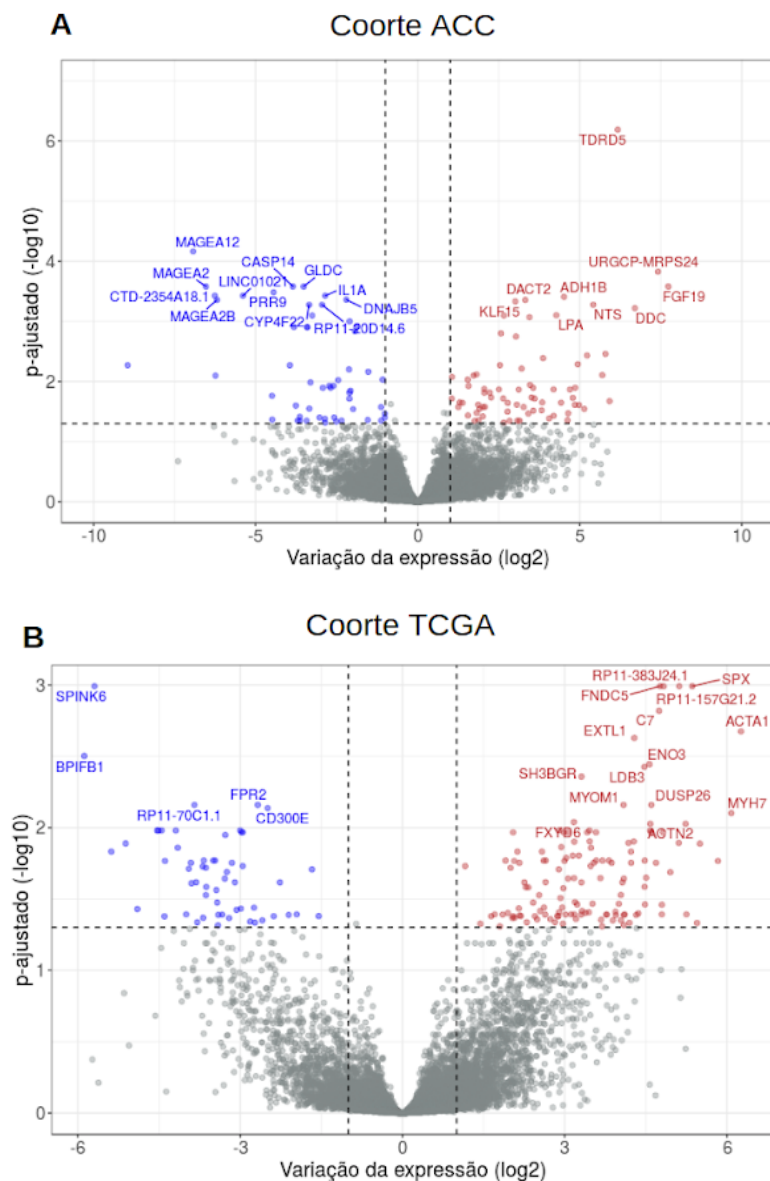 A
Coorte ACC
p-ajustado (-log10)
6
4
2
0
TDRD5
MAGEA12
URGCP-MRPS24
CASP14
GLDC
MAGEA2
LINC01021
IL1A
DACT2
ADH1B
FGF19
CTD-2354A18.1
PRR9
DNAJB5
KLF15
NTS
MAGEA2B
CYP4F22
LPA
DDC
-10
-5
0
5
10
Variação da expressão (log2)
B
Coorte TCGA
p-ajustado (-log10)
3
2
1
0
RP11-383J24.1
SPX
SPINK6
FNDC5
RP11-157G21.2
C7
ACTA1
EXTL1
BPIFB1
ENO3
SH3BGR
LDB3
FPR2
MYOM1
DUSP26
RP11-70C1.1
CD300E
MYH7
FXYD6
ACTN2
-6
-3
0
3
6
Variação da expressão (log2)